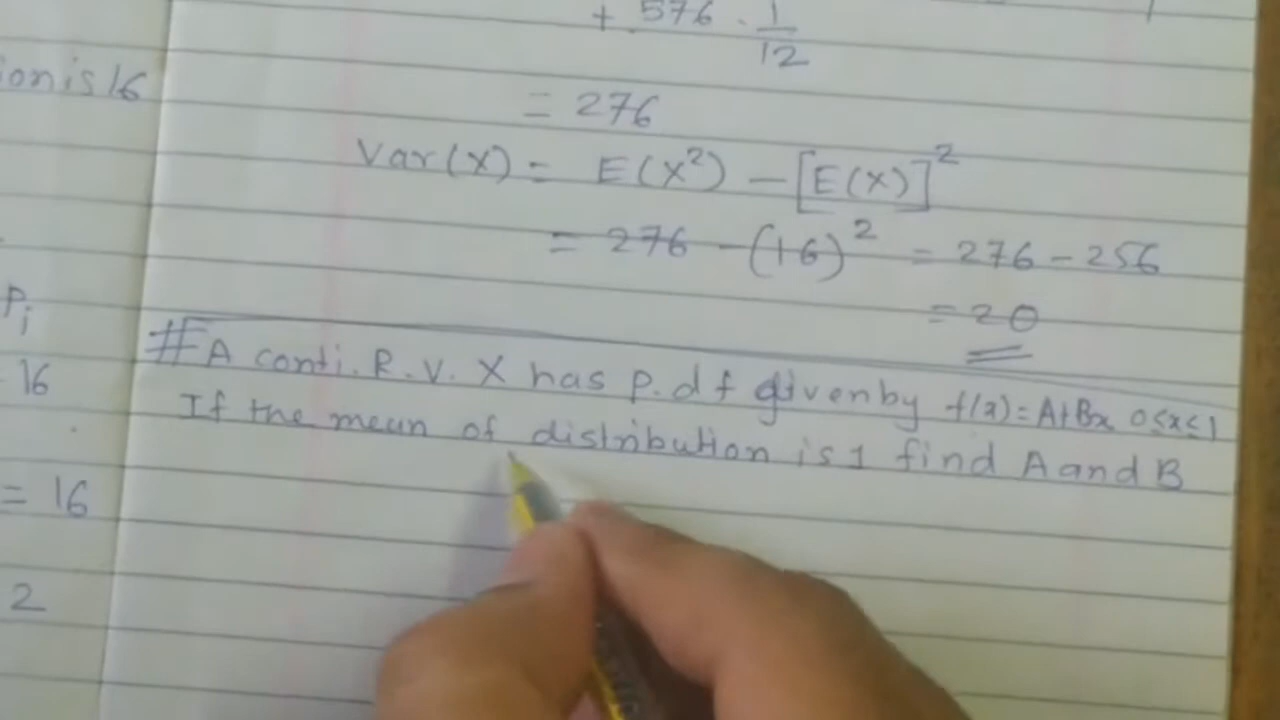 + 576 . 1/12
ion is 16
= 276
Var(X) = E(X²) - [E(X)]²
= 276 - (16)² = 276 - 256
= 20
Pi
16
= 16
2
# A conti. R.V. X has p.d f given by f(x) = A+Bx 0≤x≤1
If the mean of distribution is 1 find A and B